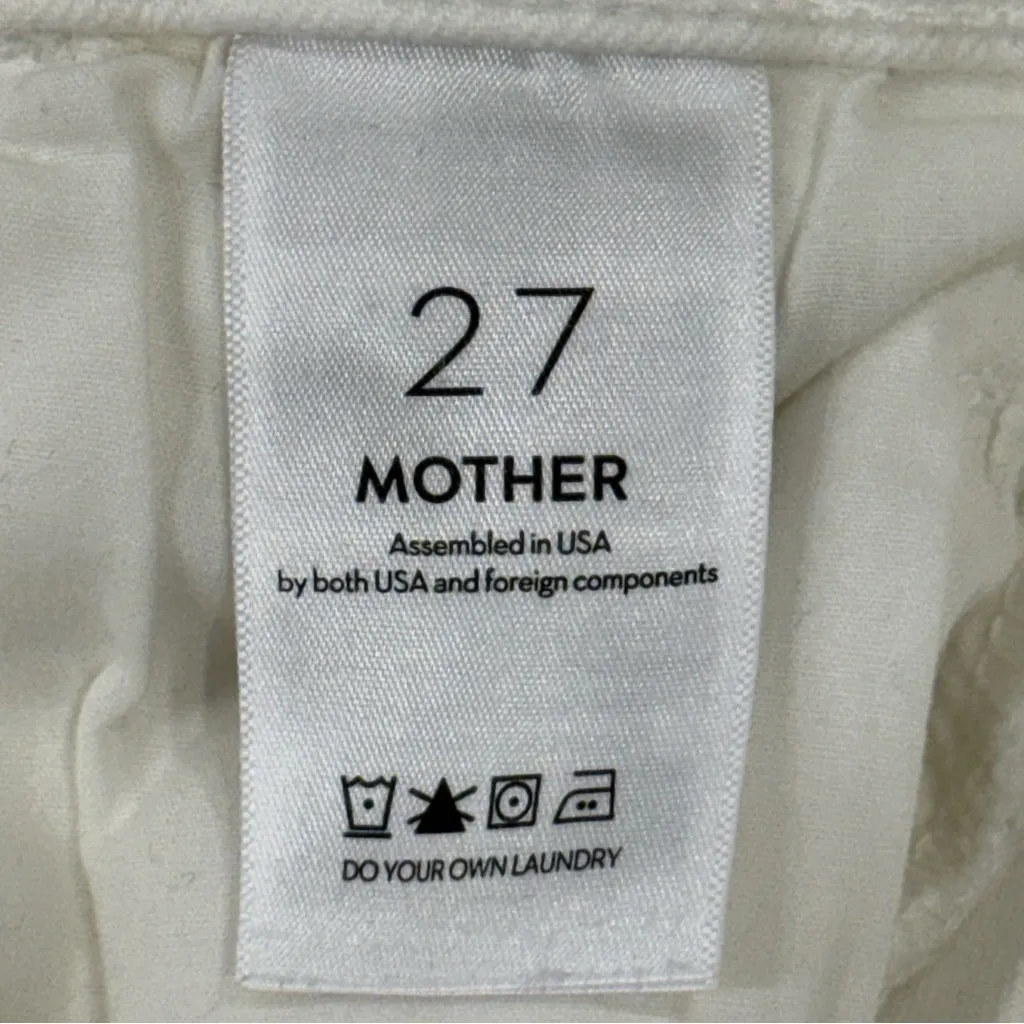 27
MOTHER
Assembled in USA
by both USA and foreign components
DO YOUR OWN LAUNDRY